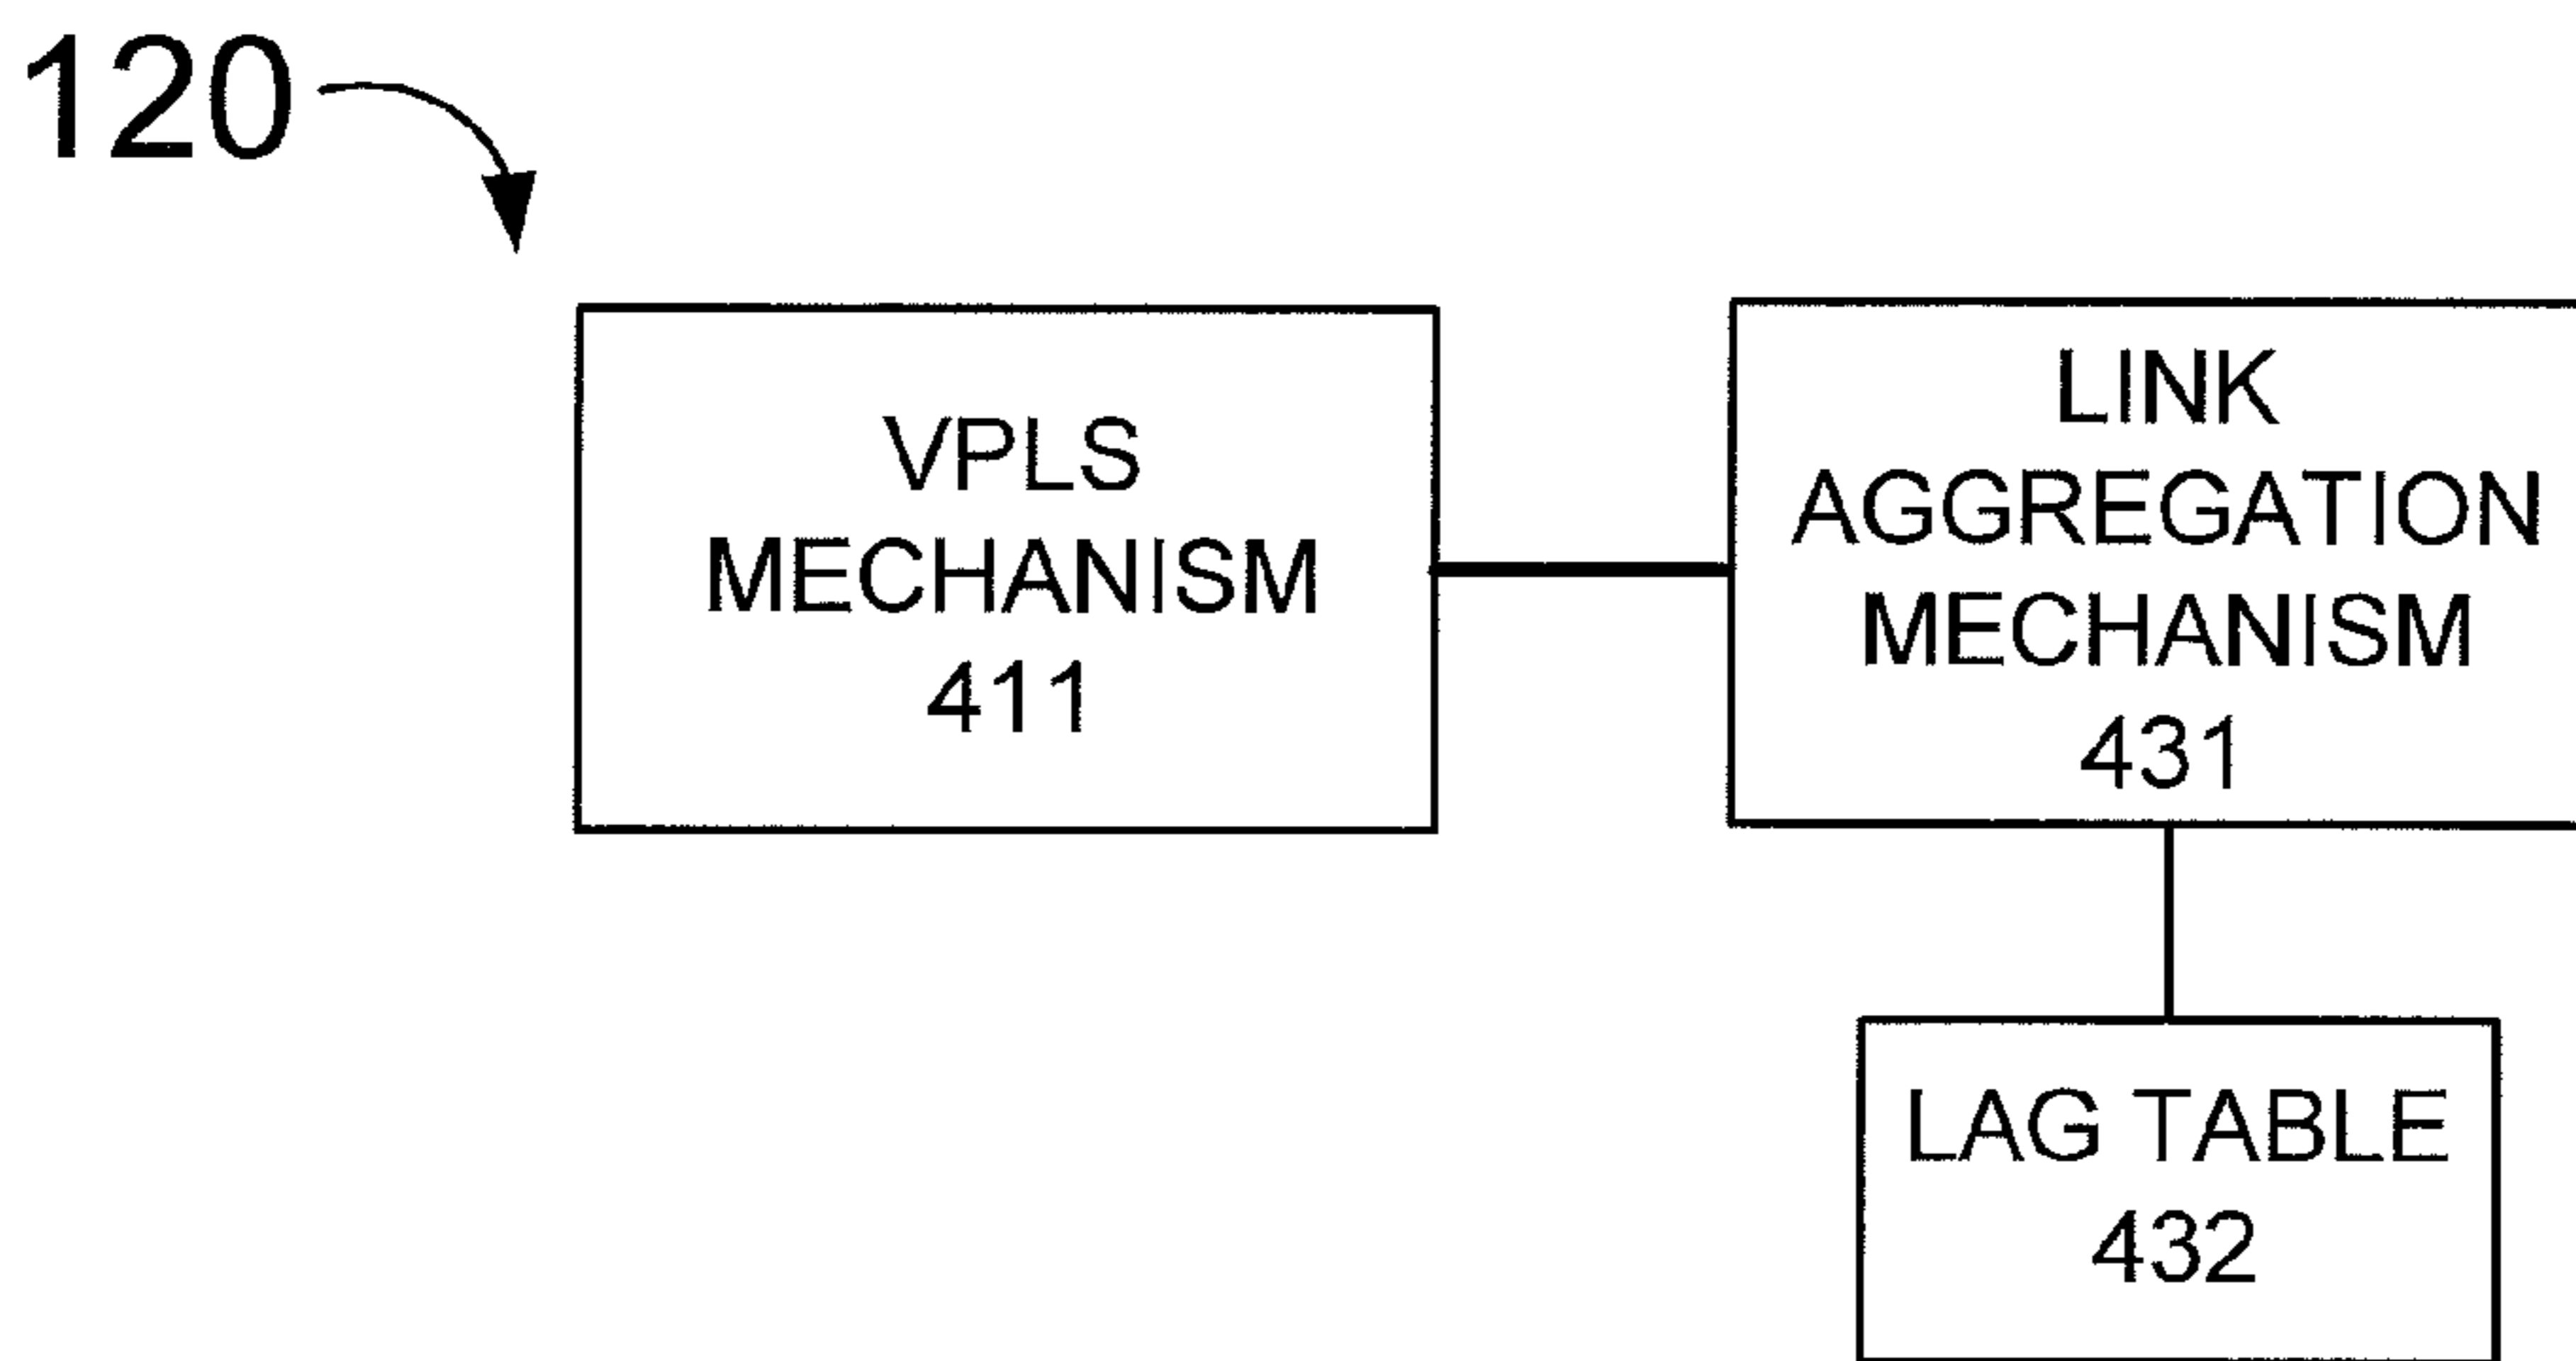 120
VPLS
MECHANISM
411
LINK
AGGREGATION
MECHANISM
431
LAG TABLE
432